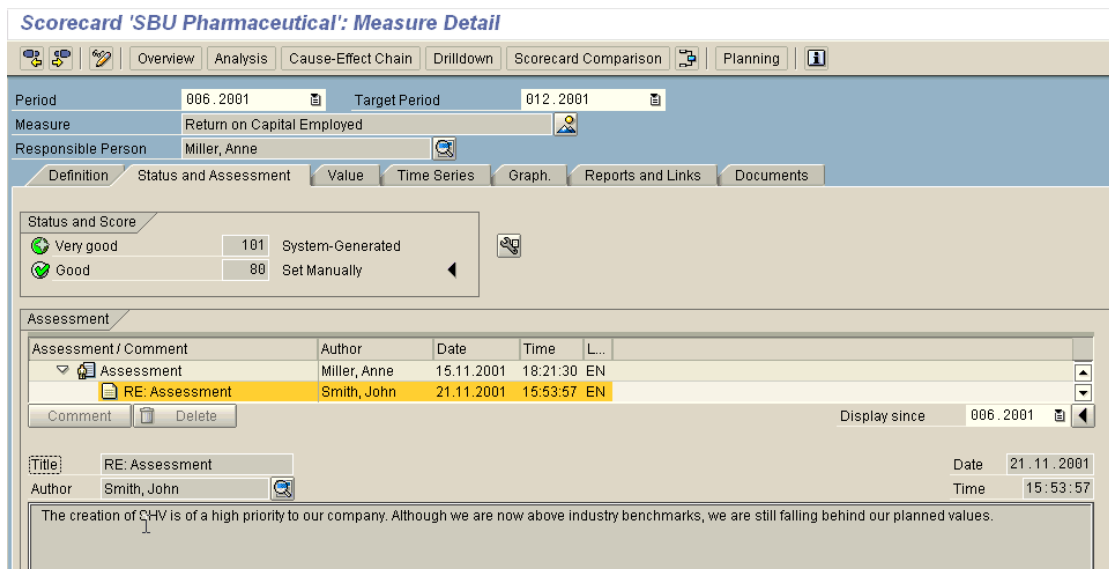 Scorecard 'SBU Pharmaceutical': Measure Detail
Overview Analysis Cause-Effect Chain Drilldown Scorecard Comparison Planning
Period 006.2001 Target Period 012.2001
Measure Return on Capital Employed
Responsible Person Miller, Anne
Definition Status and Assessment Value Time Series Graph. Reports and Links Documents
Status and Score
Very good 101 System-Generated
Good 80 Set Manually
Assessment
Assessment / Comment Author Date Time L...
Assessment Miller, Anne 15.11.2001 18:21:30 EN
RE: Assessment Smith, John 21.11.2001 15:53:57 EN
Comment Delete Display since 006.2001
Title RE: Assessment Date 21.11.2001
Author Smith, John Time 15:53:57
The creation of SHV is of a high priority to our company. Although we are now above industry benchmarks, we are still falling behind our planned values.